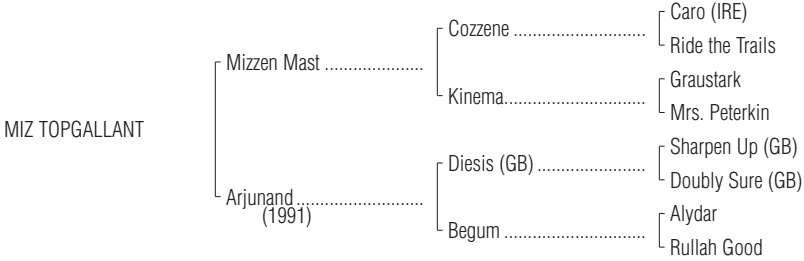 Caro (IRE)
Cozzene ............................
Ride the Trails
Mizzen Mast .....................
Graustark
Kinema..............................
Mrs. Peterkin
MIZ TOPGALLANT
Sharpen Up (GB)
Diesis (GB) .......................
Doubly Sure (GB)
Arjunand...........................
(1991)
Alydar
Begum ..............................
Rullah Good